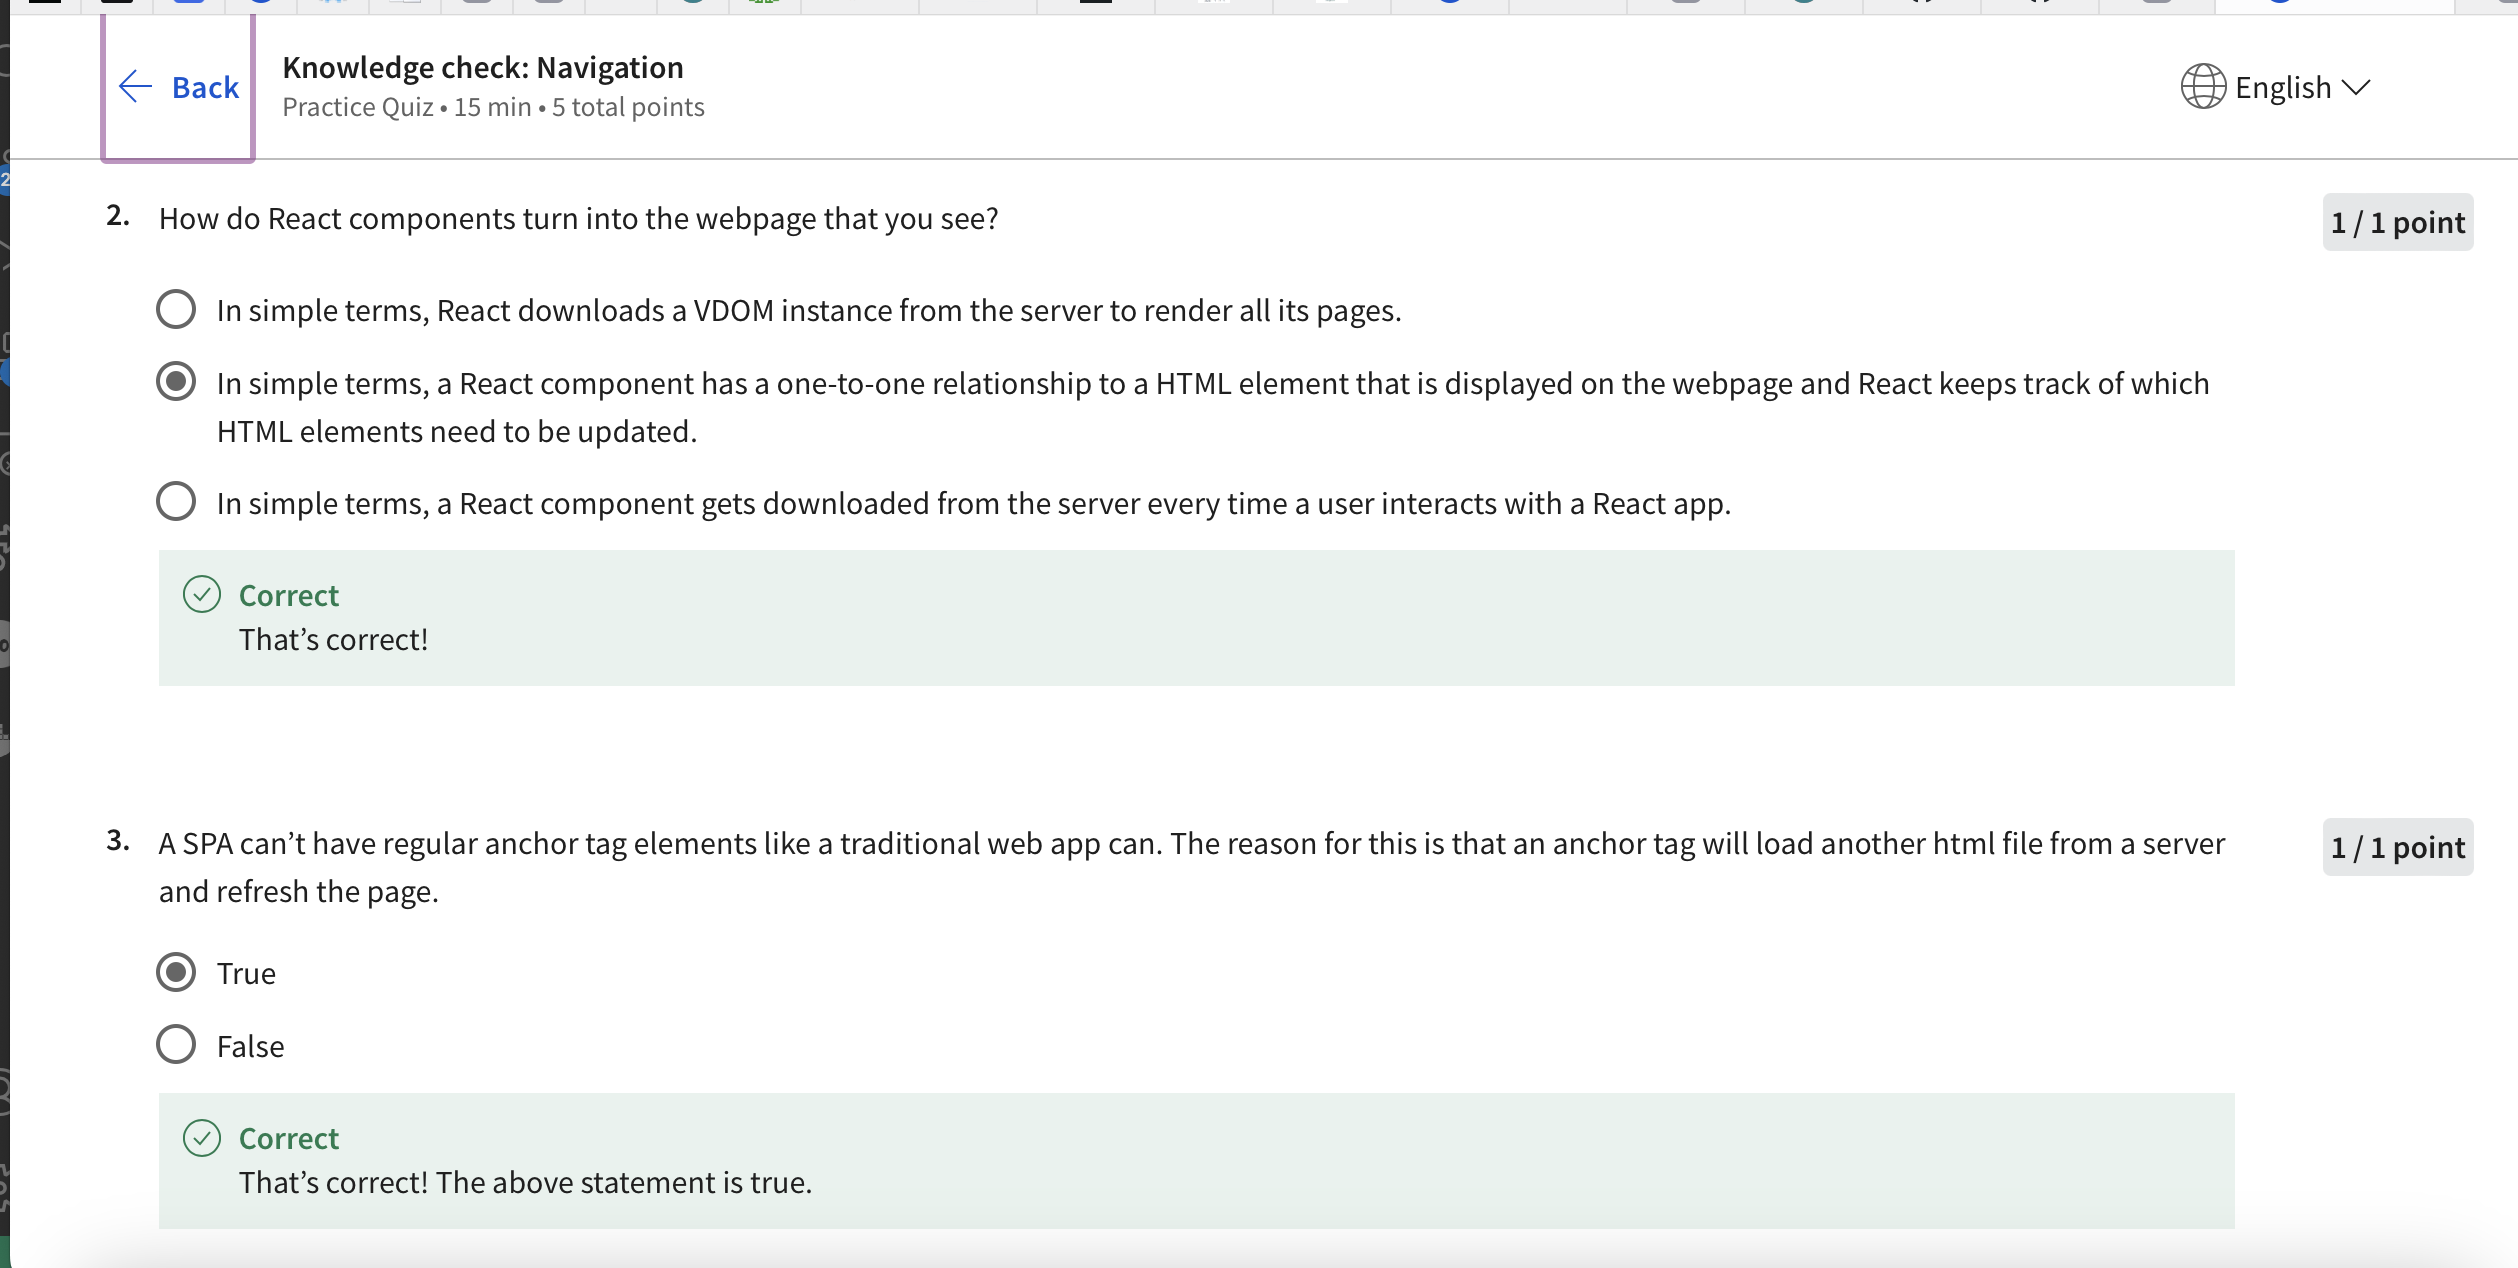 Back
Knowledge check: Navigation
Practice Quiz • 15 min • 5 total points
English
2. How do React components turn into the webpage that you see?
1 / 1 point
In simple terms, React downloads a VDOM instance from the server to render all its pages.
In simple terms, a React component has a one-to-one relationship to a HTML element that is displayed on the webpage and React keeps track of which
HTML elements need to be updated.
In simple terms, a React component gets downloaded from the server every time a user interacts with a React app.
Correct
That’s correct!
3. A SPA can’t have regular anchor tag elements like a traditional web app can. The reason for this is that an anchor tag will load another html file from a server
and refresh the page.
1 / 1 point
True
False
Correct
That’s correct! The above statement is true.